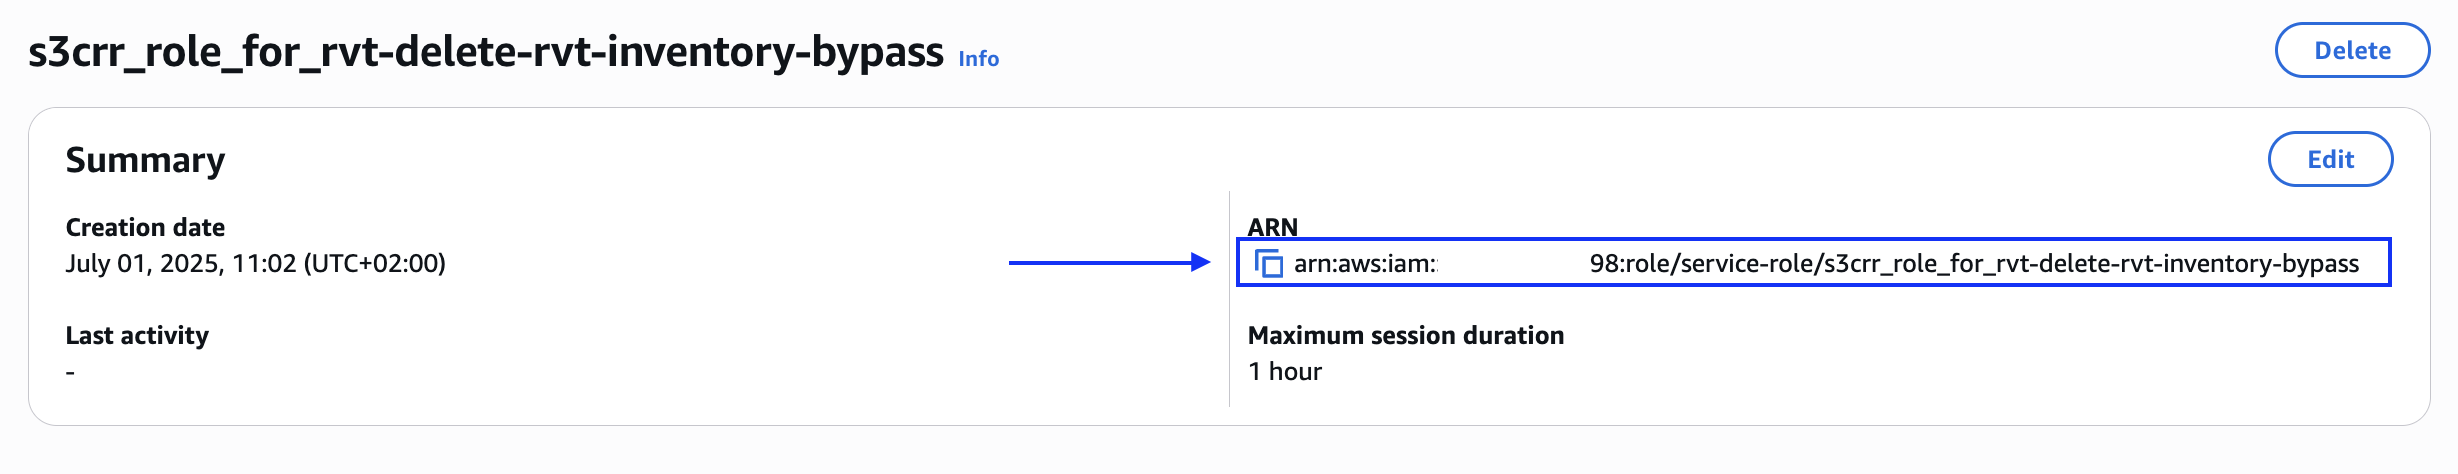 s3crr_role_for_rvt-delete-rvt-inventory-bypass Info
Delete
Summary
Edit
Creation date
July 01, 2025, 11:02 (UTC+02:00)
ARN
arn:aws:iam:: 98:role/service-role/s3crr_role_for_rvt-delete-rvt-inventory-bypass
Last activity
-
Maximum session duration
1 hour